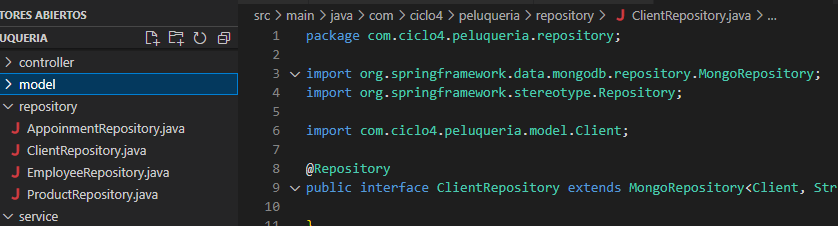 TORES ABIERTOS
UQUERIA
controller
model
repository
AppoinmentRepository.java
ClientRepository.java
EmployeeRepository.java
ProductRepository.java
service
src > main > java > com > ciclo4 > peluqueria > repository > ClientRepository.java > ...
1 package com.ciclo4.peluqueria.repository;
2
3 import org.springframework.data.mongodb.repository.MongoRepository;
4 import org.springframework.stereotype.Repository;
5
6 import com.ciclo4.peluqueria.model.Client;
7
8 @Repository
9 public interface ClientRepository extends MongoRepository<Client, Str
10
11 }